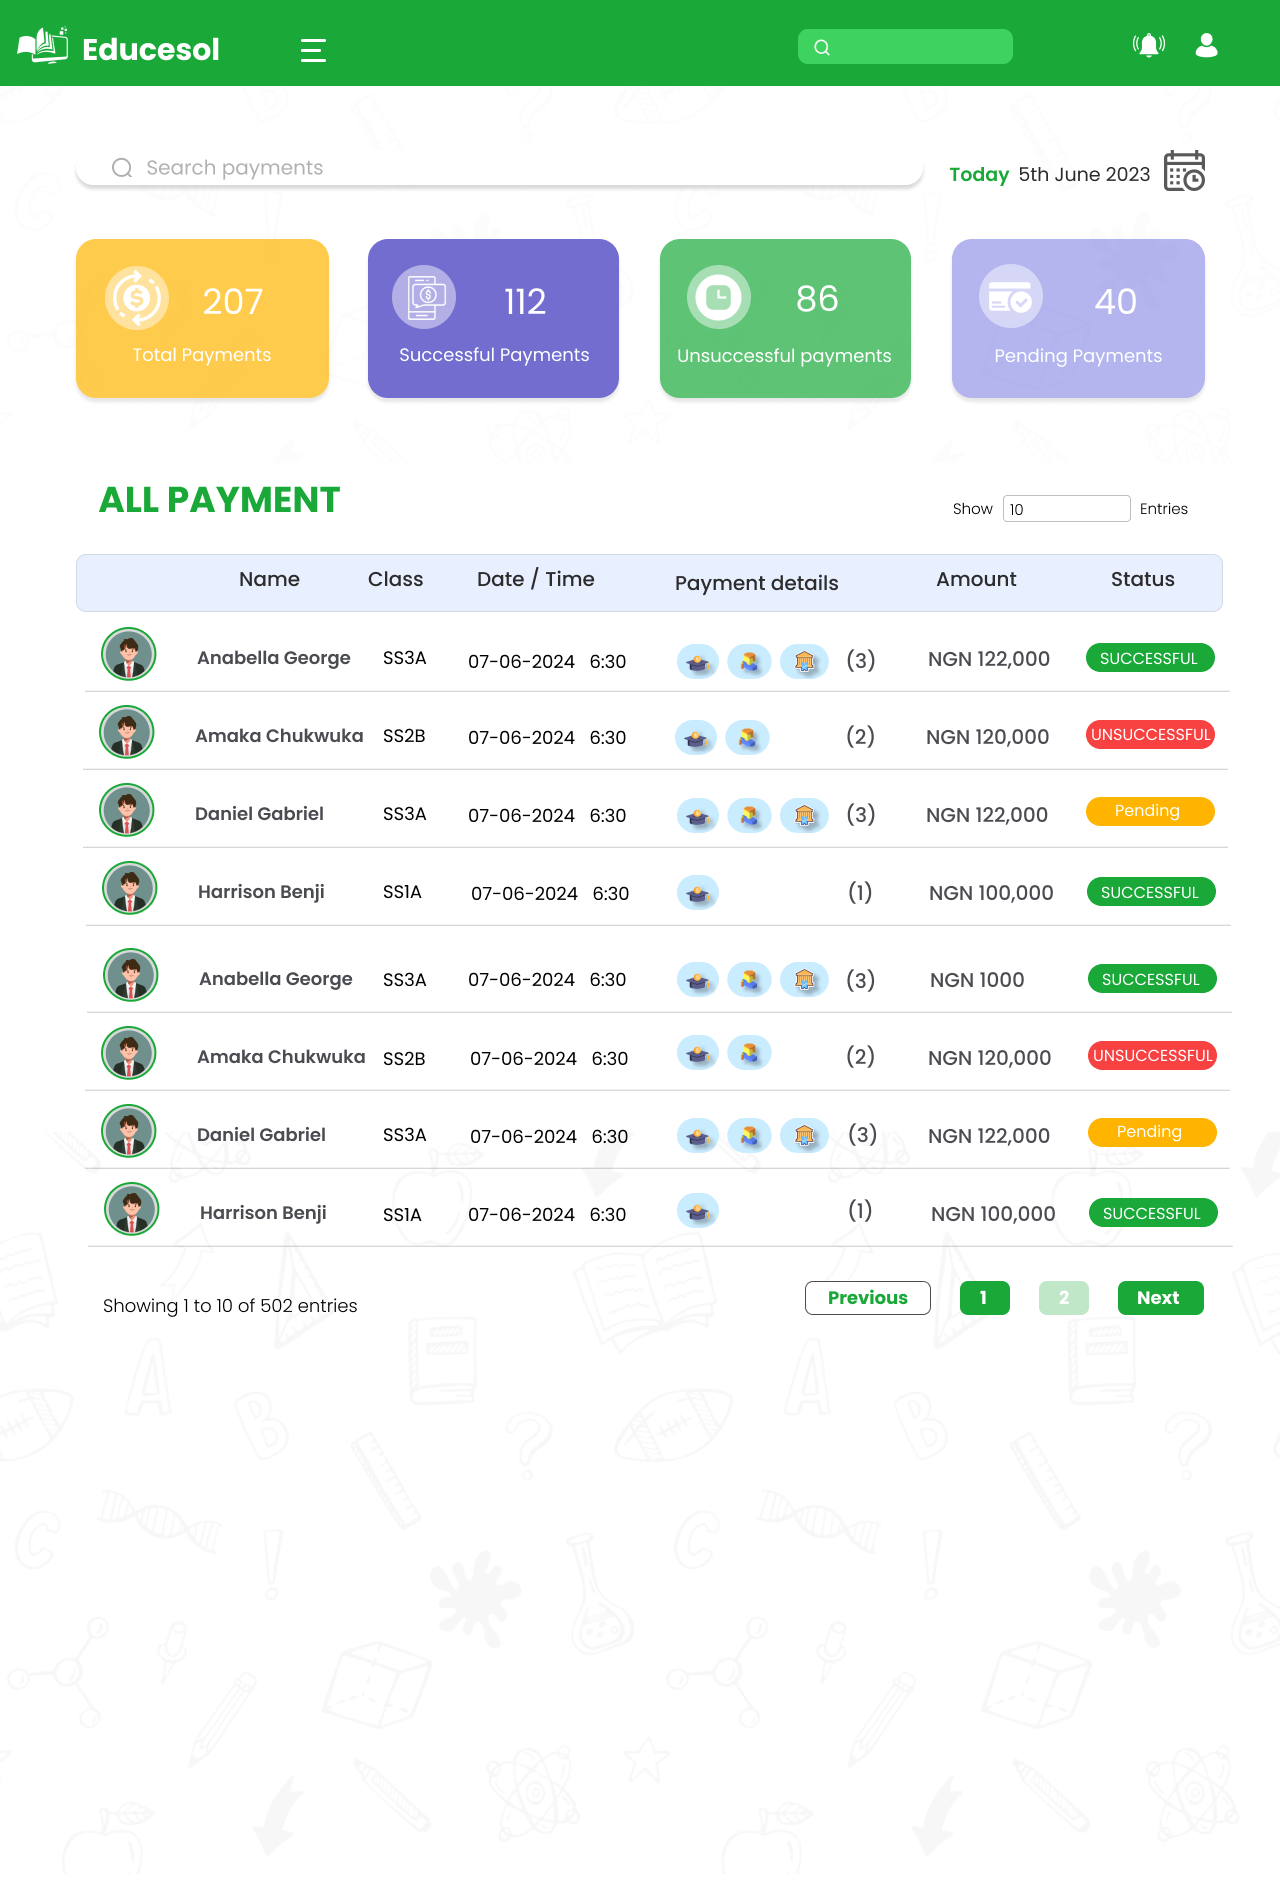 Educesol
Search payments
Today 5th June 2023
207
Total Payments
112
Successful Payments
86
Unsuccessful payments
40
Pending Payments
ALL PAYMENT
Show 10 Entries
Name Class Date / Time Payment details Amount Status
Anabella George SS3A 07-06-2024 6:30 (3) NGN 122,000 SUCCESSFUL
Amaka Chukwuka SS2B 07-06-2024 6:30 (2) NGN 120,000 UNSUCCESSFUL
Daniel Gabriel SS3A 07-06-2024 6:30 (3) NGN 122,000 Pending
Harrison Benji SS1A 07-06-2024 6:30 (1) NGN 100,000 SUCCESSFUL
Anabella George SS3A 07-06-2024 6:30 (3) NGN 1000 SUCCESSFUL
Amaka Chukwuka SS2B 07-06-2024 6:30 (2) NGN 120,000 UNSUCCESSFUL
Daniel Gabriel SS3A 07-06-2024 6:30 (3) NGN 122,000 Pending
Harrison Benji SS1A 07-06-2024 6:30 (1) NGN 100,000 SUCCESSFUL
Showing 1 to 10 of 502 entries
Previous 1 2 Next